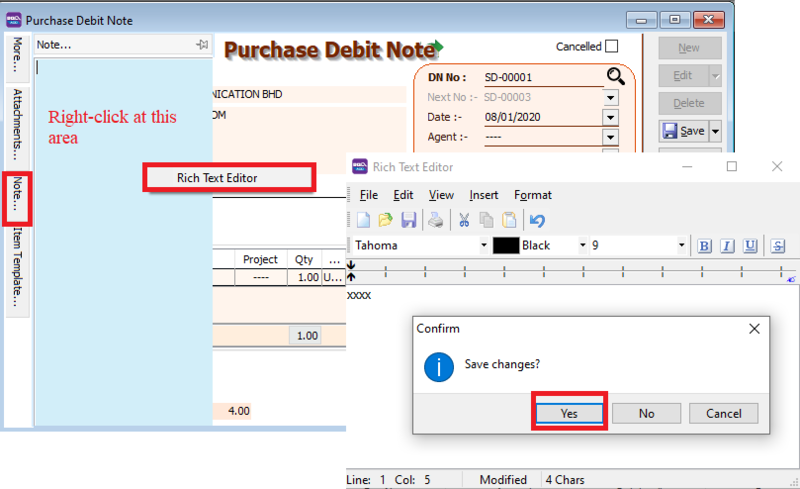 Purchase Debit Note
More...
Attachments...
Note...
Item Template...
Note...
Right-click at this
area
Rich Text Editor
Purchase Debit Note
Cancelled
NICATION BHD
OM
DN No :
SD-00001
Next No :-
SD-00003
Date :-
08/01/2020
Agent :-
----
New
Edit
Delete
Save
Project
Qty
...
----
1.00
U...
1.00
4.00
Rich Text Editor
File Edit View Insert Format
Tahoma
Black
9
B I U S
xxxx
Confirm
Save changes?
Yes
No
Cancel
Line: 1 Col: 5
Modified
4 Chars